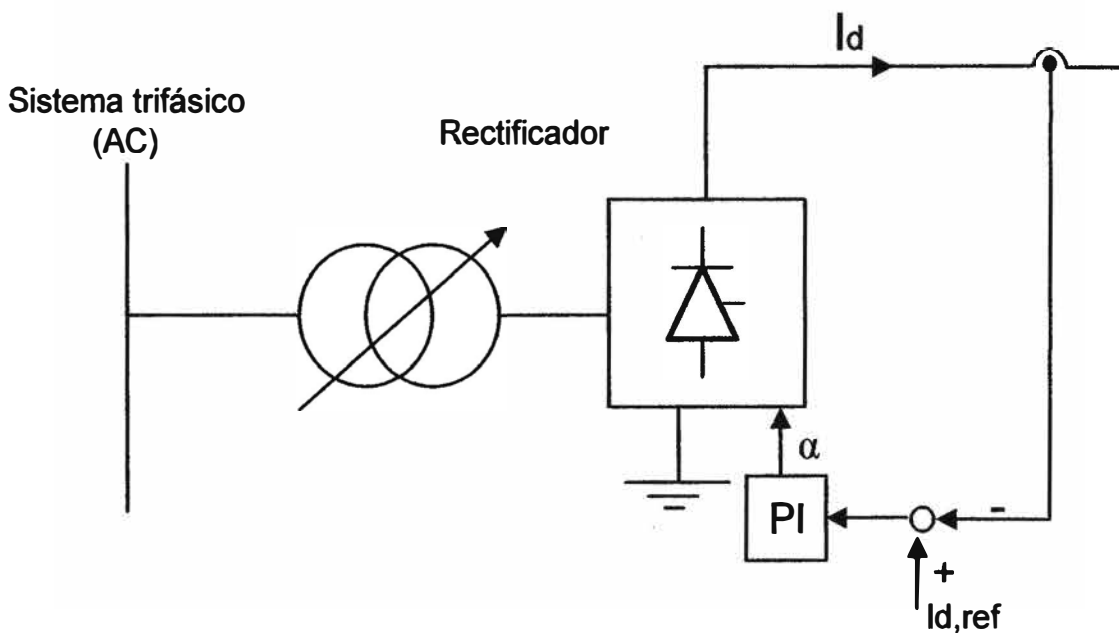 Id
Sistema trifásico
(AC)
Rectificador
α
PI
-
+
Id,ref